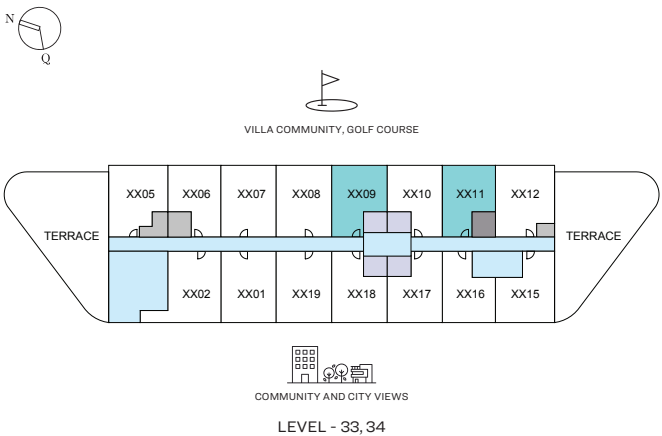 N
Q
VILLA COMMUNITY, GOLF COURSE
XX05 XX06 XX07 XX08 XX09 XX10 XX11 XX12
TERRACE TERRACE
XX02 XX01 XX19 XX18 XX17 XX16 XX15
COMMUNITY AND CITY VIEWS
LEVEL - 33, 34